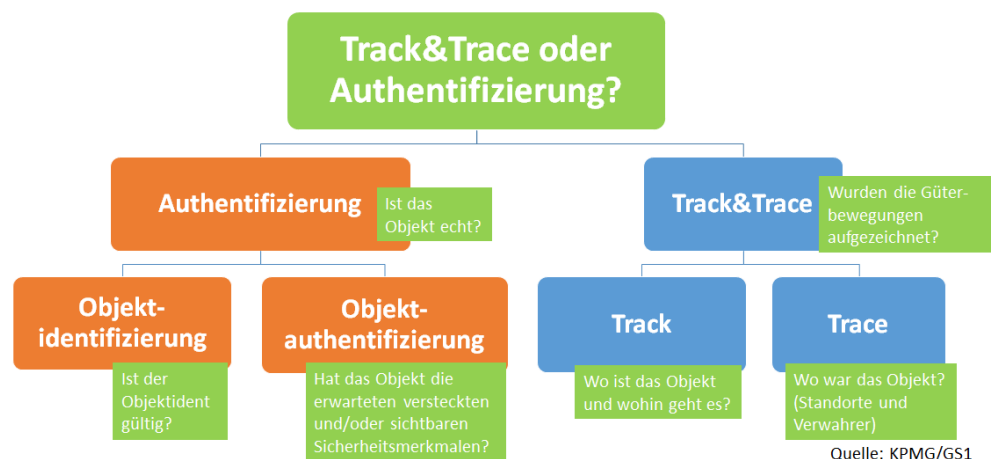 Track&Trace oder
Authentifizierung?
Authentifizierung
Ist das
Objekt echt?
Track&Trace
Wurden die Güter-
bewegungen
aufgezeichnet?
Objekt-
identifizierung
Ist der
Objektident
gültig?
Objekt-
authentifizierung
Hat das Objekt die
erwarteten versteckten
und/oder sichtbaren
Sicherheitsmerkmalen?
Track
Wo ist das Objekt
und wohin geht es?
Trace
Wo war das Objekt?
(Standorte und
Verwahrer)
Quelle: KPMG/GS1